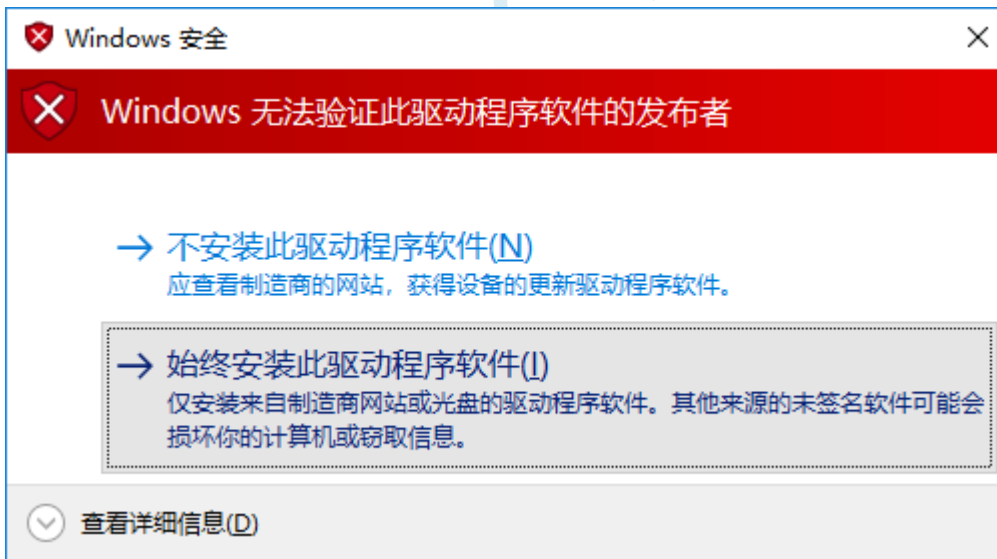 Windows 安全
Windows 无法验证此驱动程序软件的发布者
不安装此驱动程序软件(N)
应查看制造商的网站，获得设备的更新驱动程序软件。
始终安装此驱动程序软件(I)
仅安装来自制造商网站或光盘的驱动程序软件。其他来源的未签名软件可能会
损坏你的计算机或窃取信息。
查看详细信息(D)